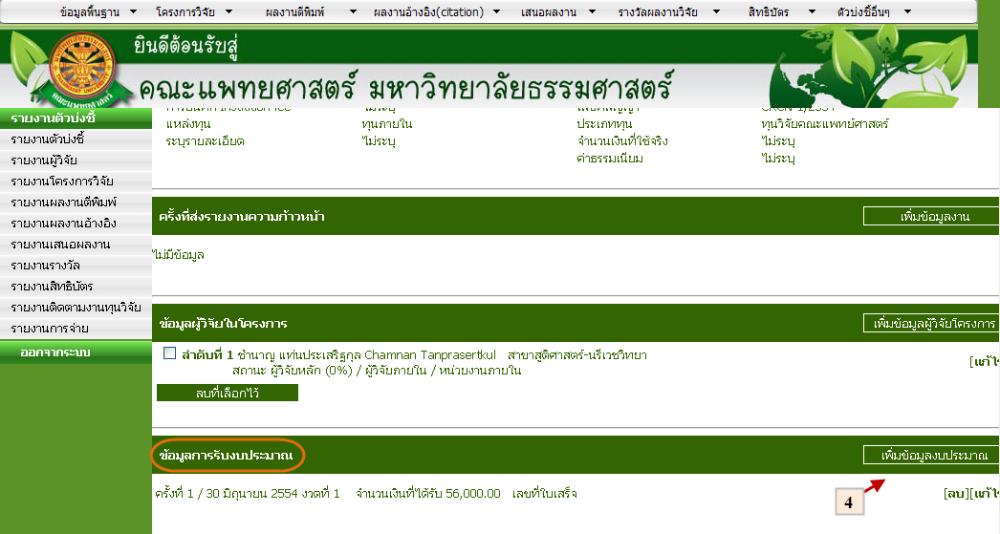 ข้อมูลพื้นฐาน โครงการวิจัย ผลงานตีพิมพ์ ผลงานอ้างอิง(citation) เสนอผลงาน รางวัลผลงานวิจัย สิทธิบัตร ตัวบ่งชี้อื่นๆ
ยินดีต้อนรับสู่
คณะแพทยศาสตร์ มหาวิทยาลัยธรรมศาสตร์
รายงานตัวบ่งชี้
รายงานตัวบ่งชี้
รายงานผู้วิจัย
รายงานโครงการวิจัย
รายงานผลงานตีพิมพ์
รายงานผลงานอ้างอิง
รายงานเสนอผลงาน
รายงานรางวัล
รายงานสิทธิบัตร
รายงานติดตามงานทุนวิจัย
รายงานการจ่าย
ออกจากระบบ
แหล่งทุน ทุนภายใน ประเภททุน ทุนวิจัยคณะแพทย์ศาสตร์
ระบุรายละเอียด ไม่ระบุ จำนวนเงินที่ใช้จริง ไม่ระบุ
ค่าธรรมเนียม ไม่ระบุ
ครั้งที่ส่งรายงานความก้าวหน้า เพิ่มข้อมูลงาน
ไม่มีข้อมูล
ข้อมูลผู้วิจัยในโครงการ เพิ่มข้อมูลผู้วิจัยโครงการ
ลำดับที่ 1 ชำนาญ แท่นประเสริฐกุล Chamnan Tanprasertkul สาขาสูติศาสตร์-นรีเวชวิทยา
สถานะ ผู้วิจัยหลัก (0%) / ผู้วิจัยภายใน / หน่วยงานภายใน
[แก้ไข
ลบที่เลือกไว้
ข้อมูลการรับงบประมาณ เพิ่มข้อมูลงบประมาณ
ครั้งที่ 1 / 30 มิถุนายน 2554 งวดที่ 1 จำนวนเงินที่ได้รับ 56,000.00 เลขที่ใบเสร็จ [ลบ][แก้ไข
4